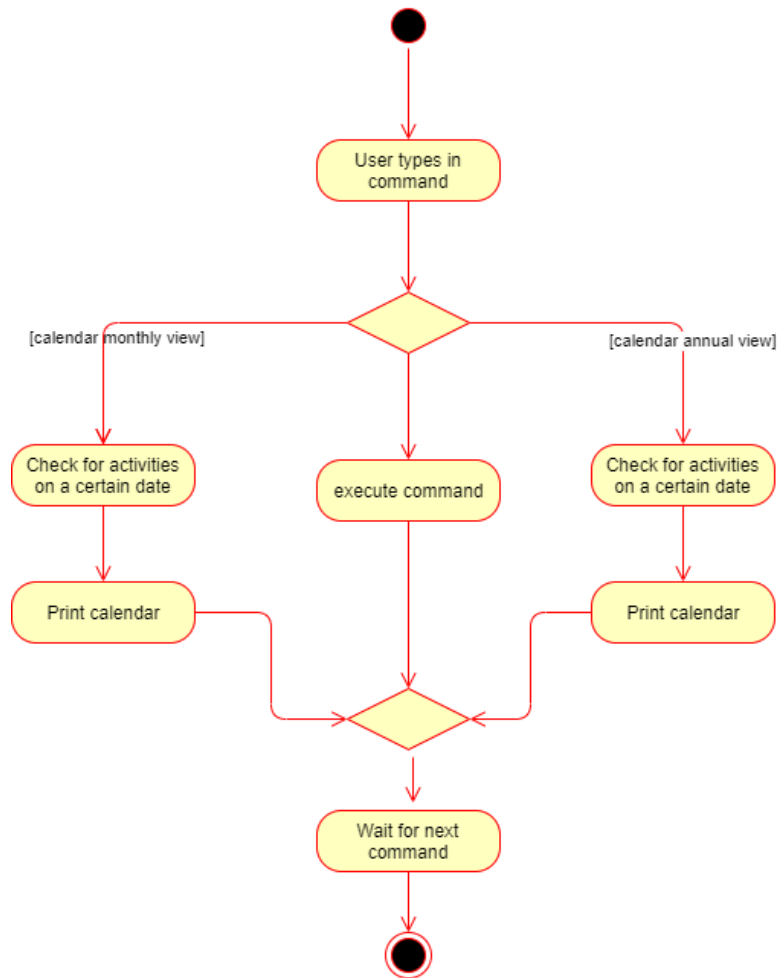 User types in
command
[calendar monthly view]
[calendar annual view]
Check for activities
on a certain date
execute command
Check for activities
on a certain date
Print calendar
Print calendar
Wait for next
command